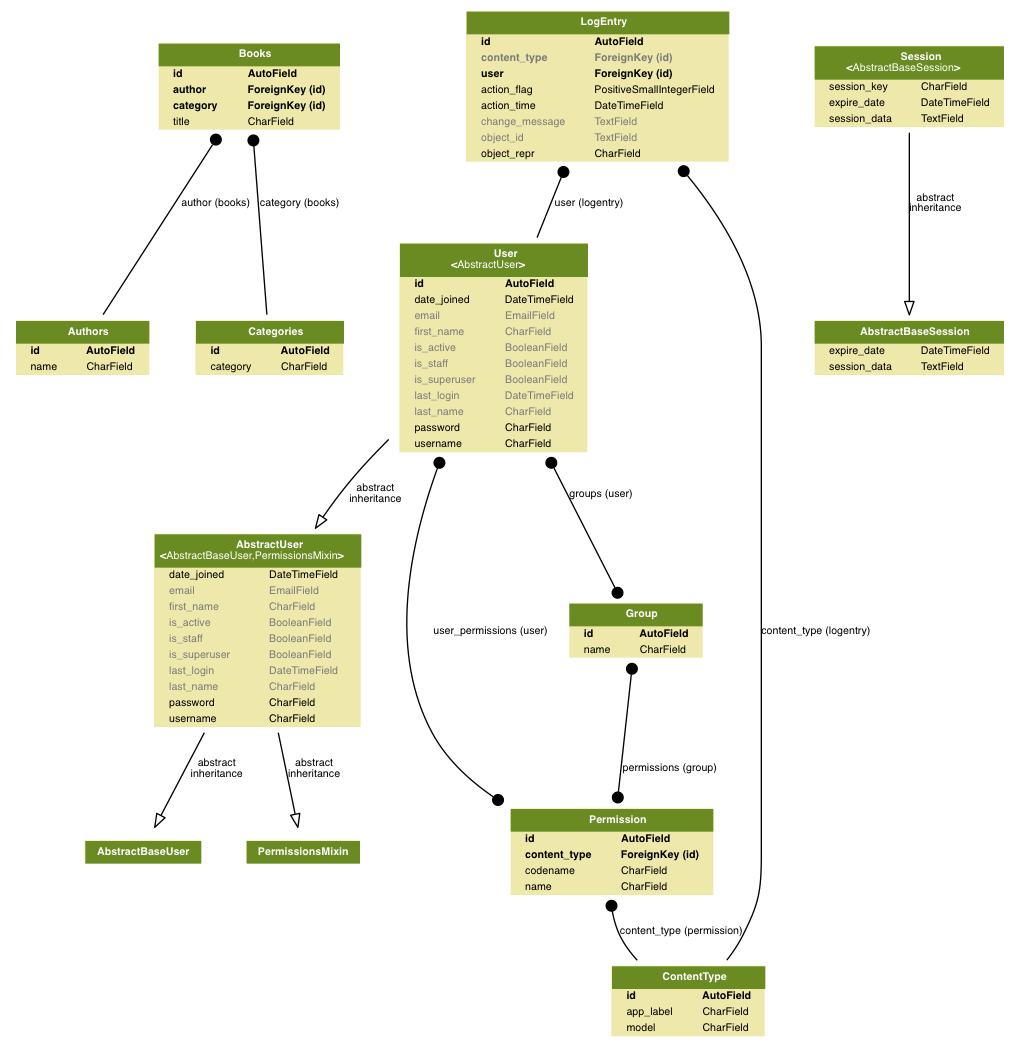 Books
id AutoField
author ForeignKey (id)
category ForeignKey (id)
title CharField
LogEntry
id AutoField
content_type ForeignKey (id)
user ForeignKey (id)
action_flag PositiveSmallIntegerField
action_time DateTimeField
change_message TextField
object_id TextField
object_repr CharField
Session
<AbstractBaseSession>
session_key CharField
expire_date DateTimeField
session_data TextField
author (books)
category (books)
user (logentry)
abstract
inheritance
User
<AbstractUser>
id AutoField
date_joined DateTimeField
email EmailField
first_name CharField
is_active BooleanField
is_staff BooleanField
is_superuser BooleanField
last_login DateTimeField
last_name CharField
password CharField
username CharField
Authors
id AutoField
name CharField
Categories
id AutoField
category CharField
AbstractBaseSession
expire_date DateTimeField
session_data TextField
abstract
inheritance
groups (user)
AbstractUser
<AbstractBaseUser,PermissionsMixin>
date_joined DateTimeField
email EmailField
first_name CharField
is_active BooleanField
is_staff BooleanField
is_superuser BooleanField
last_login DateTimeField
last_name CharField
password CharField
username CharField
user_permissions (user)
Group
id AutoField
name CharField
content_type (logentry)
abstract
inheritance
abstract
inheritance
permissions (group)
AbstractBaseUser
PermissionsMixin
Permission
id AutoField
content_type ForeignKey (id)
codename CharField
name CharField
content_type (permission)
ContentType
id AutoField
app_label CharField
model CharField